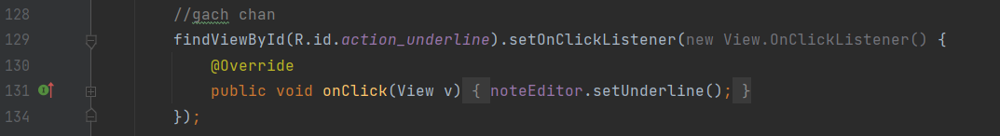 128 //gach chan
129 findViewById(R.id.action_underline).setOnClickListener(new View.OnClickListener() {
130 @Override
131 public void onClick(View v) { noteEditor.setUnderline(); }
134 });